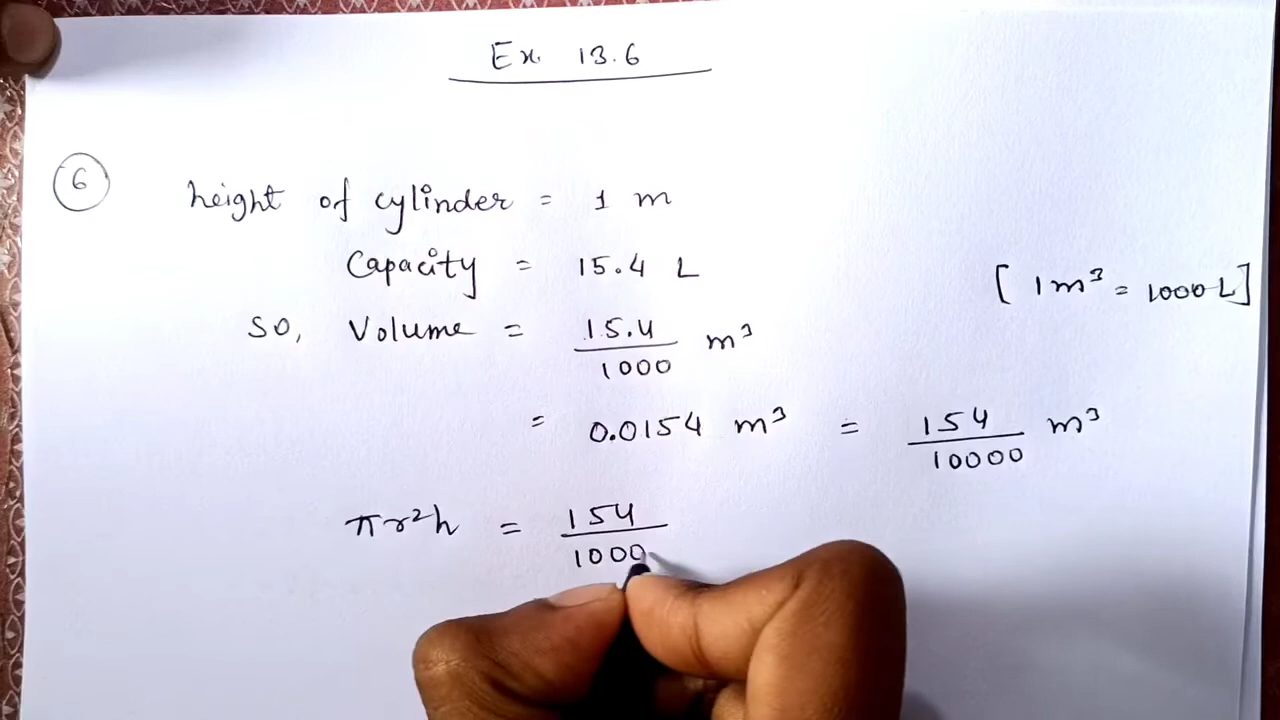 Ex. 13.6
6 height of cylinder = 1 m
Capacity = 15.4 L
[1m³ = 1000 L]
So, Volume = 15.4/1000 m³
= 0.0154 m³ = 154/10000 m³
πr²h = 154/1000